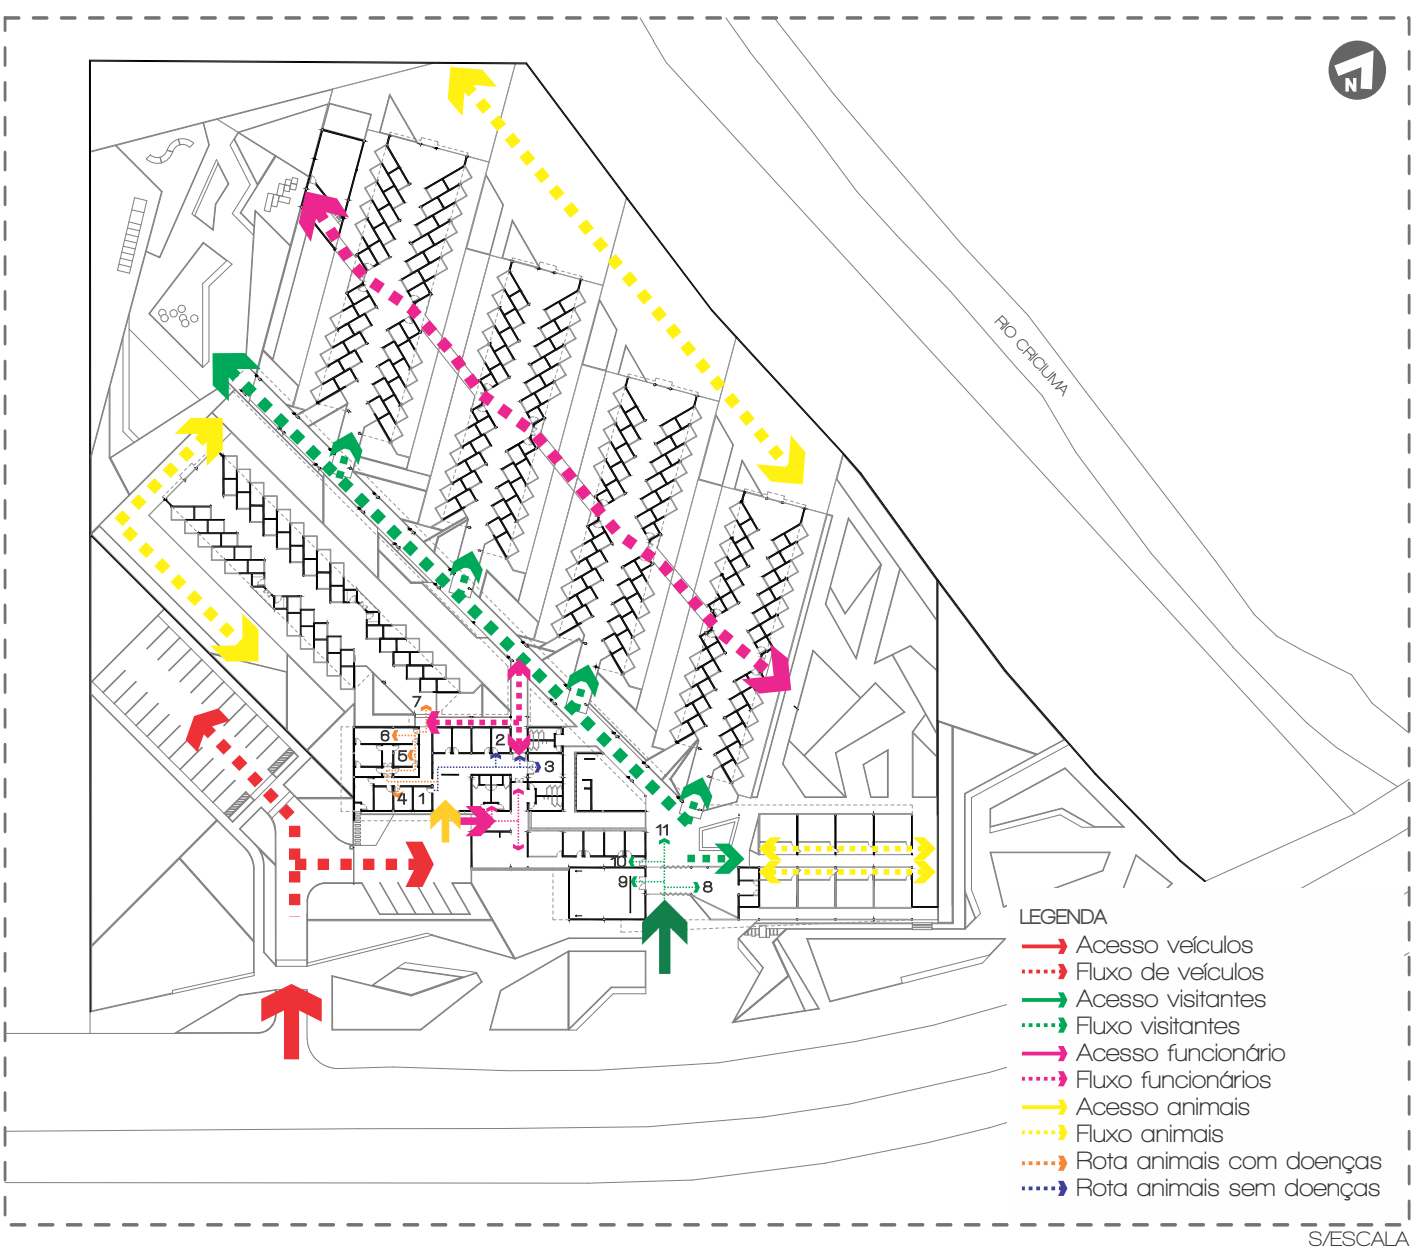 N
RIO CRICIUMA
7
6
2
5
3
4
1
11
10
9
8
LEGENDA
Acesso veículos
Fluxo de veículos
Acesso visitantes
Fluxo visitantes
Acesso funcionário
Fluxo funcionários
Acesso animais
Fluxo animais
Rota animais com doenças
Rota animais sem doenças
S/ESCALA